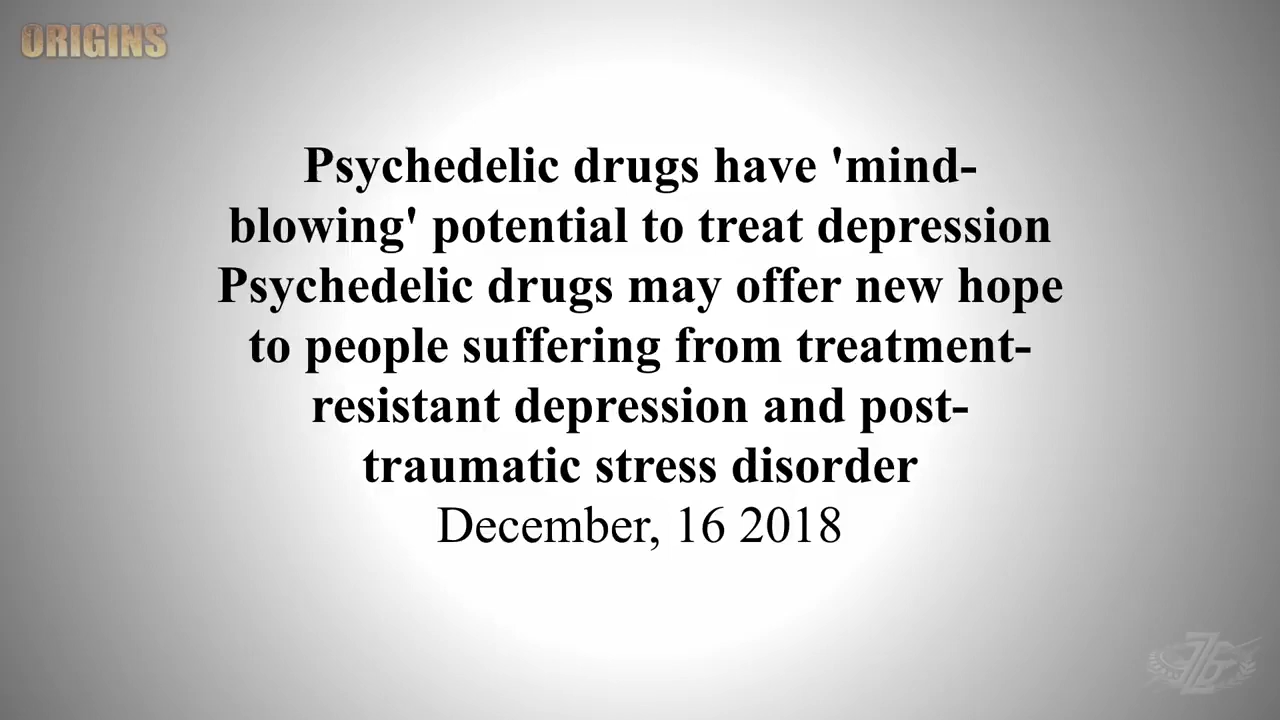 ORIGINS
Psychedelic drugs have 'mind-
blowing' potential to treat depression
Psychedelic drugs may offer new hope
to people suffering from treatment-
resistant depression and post-
traumatic stress disorder
December, 16 2018